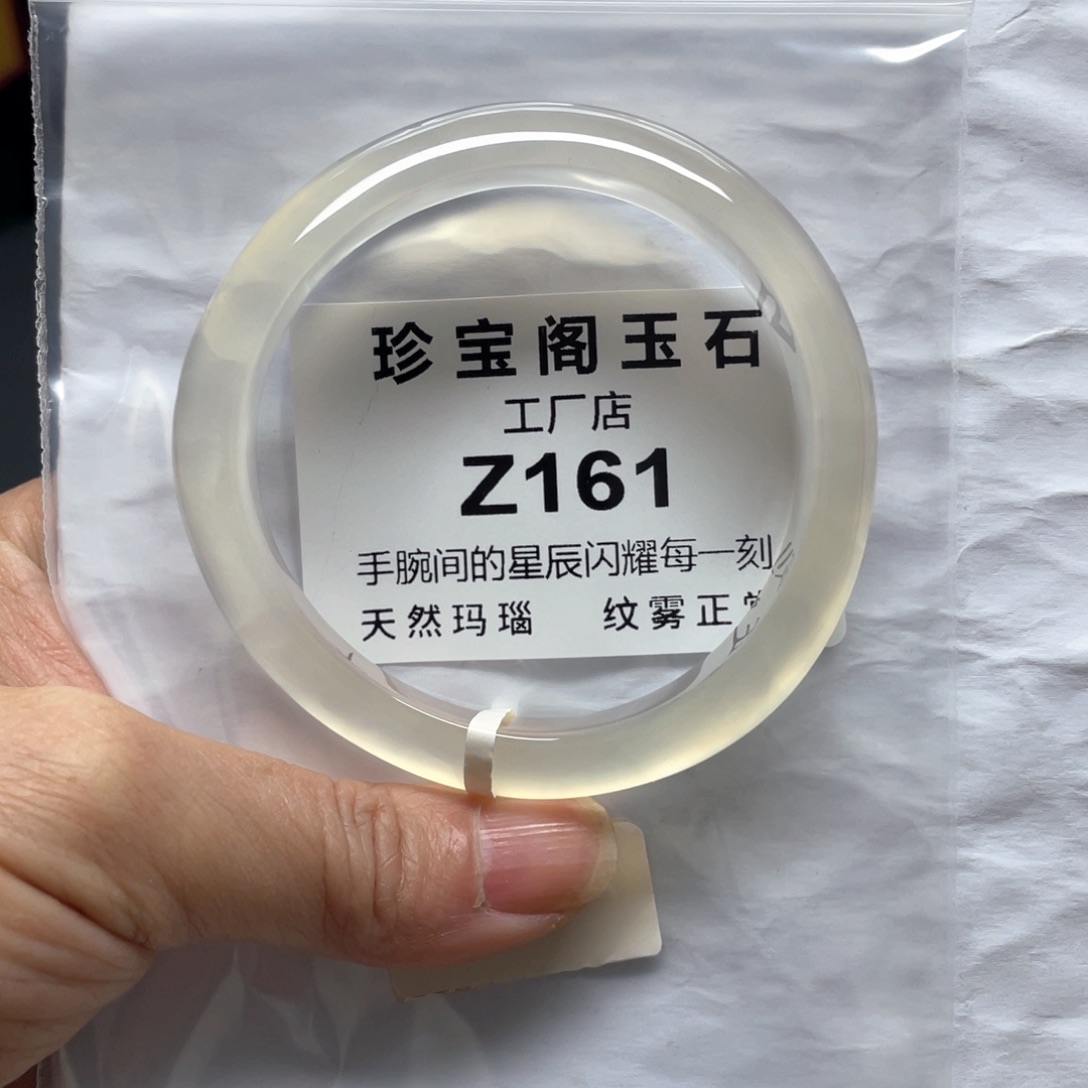 珍宝阁玉石
工厂店
Z161
手腕间的星辰闪耀每一刻
天然玛瑙 纹雾正常